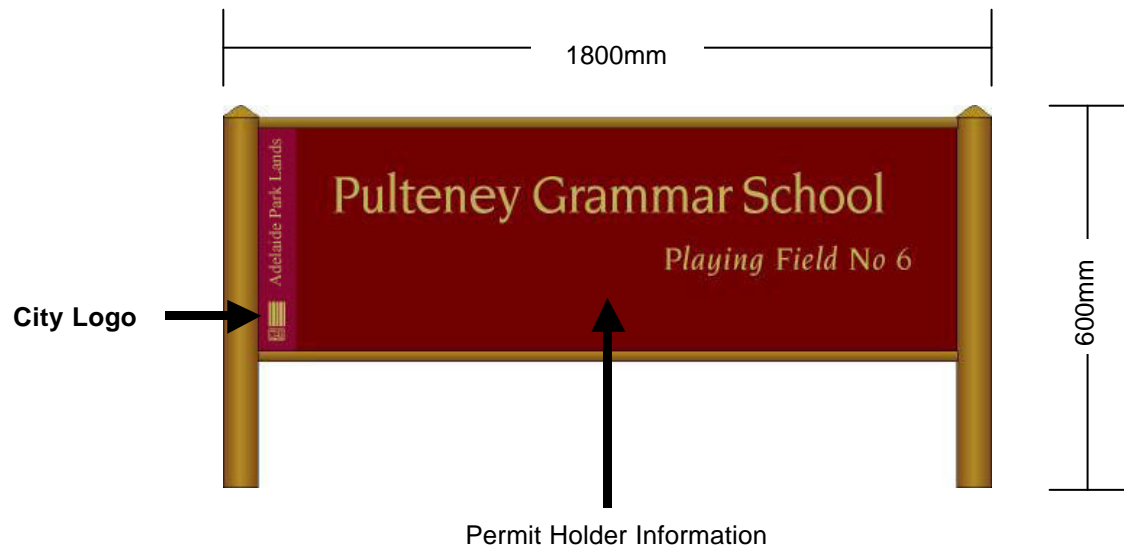 1800mm
Adelaide Park Lands
Pulteney Grammar School
Playing Field No 6
City Logo
600mm
Permit Holder Information